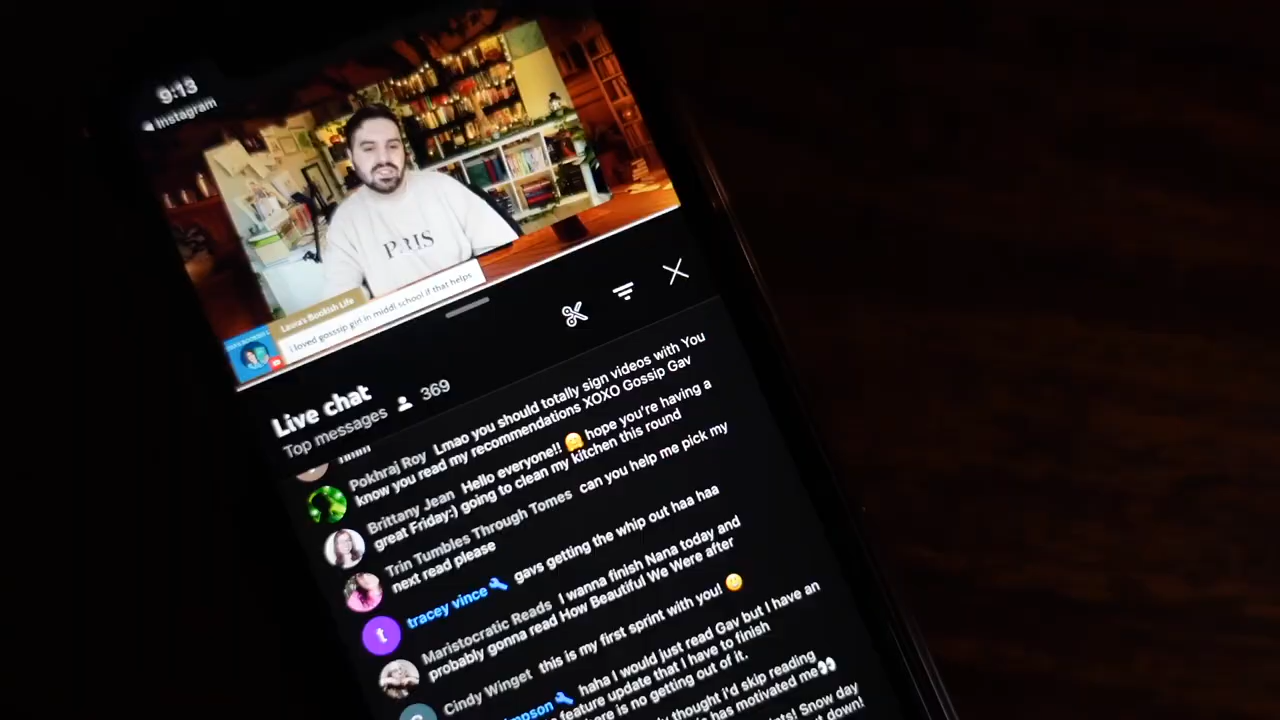 9:13
Instagram
PARIS
Laura's Bookish Life
i loved gosssip girl in middl school if that helps
Live chat
Top messages 369
hmm
Pokhraj Roy Lmao you should totally sign videos with You
know you read my recommendations XOXO Gossip Gav
Brittany Jean Hello everyone!! 🤗 hope you're having a
great Friday:) going to clean my kitchen this round
Trin Tumbles Through Tomes can you help me pick my
next read please
t
tracey vince gavs getting the whip out haa haa
Maristocratic Reads I wanna finish Nana today and
probably gonna read How Beautiful We Were after
Cindy Winget this is my first sprint with you! 😀
mpson haha I would just read Gav but I have an
feature update that I have to finish
here is no getting out of it.
thought i'd skip reading
has motivated me👀
Snow day
down!